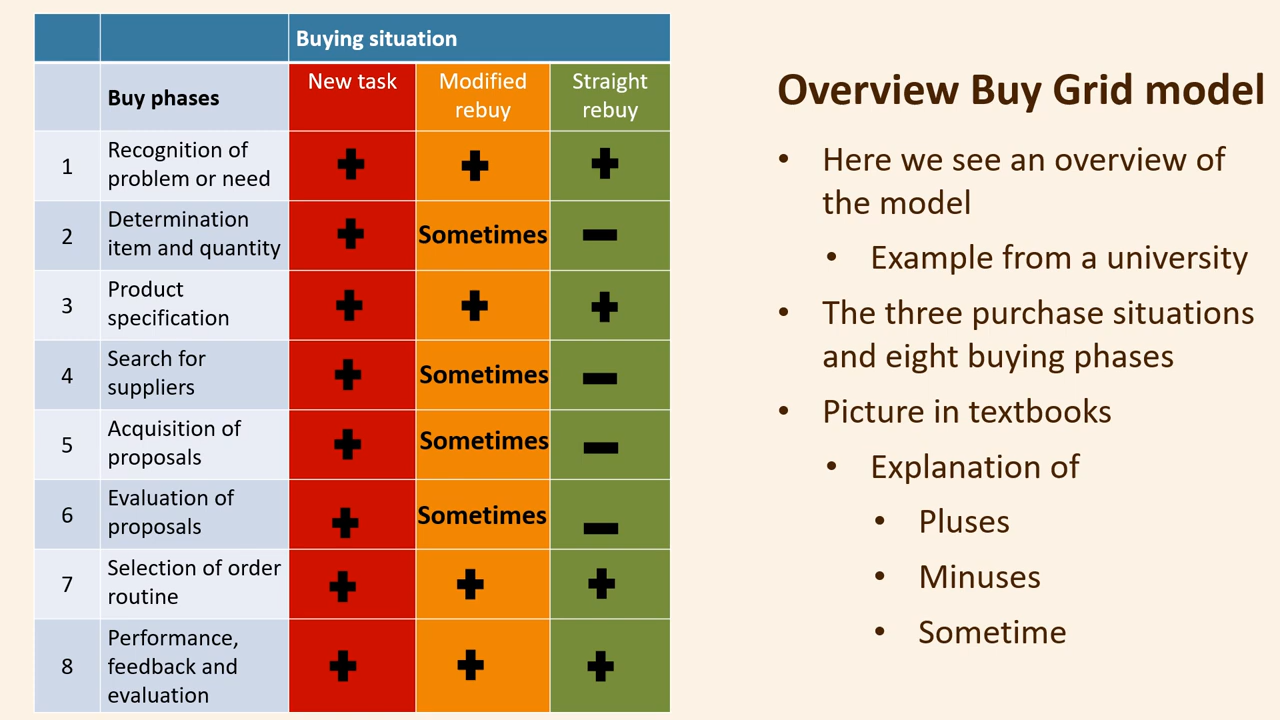 Buying situation
Buy phases
New task
Modified
rebuy
Straight
rebuy
1
Recognition of
problem or need
+
+
+
2
Determination
item and quantity
+
Sometimes
−
3
Product
specification
+
+
+
4
Search for
suppliers
+
Sometimes
−
5
Acquisition of
proposals
+
Sometimes
−
6
Evaluation of
proposals
+
Sometimes
−
7
Selection of order
routine
+
+
+
8
Performance,
feedback and
evaluation
+
+
+
Overview Buy Grid model
• Here we see an overview of
the model
• Example from a university
• The three purchase situations
and eight buying phases
• Picture in textbooks
• Explanation of
• Pluses
• Minuses
• Sometime